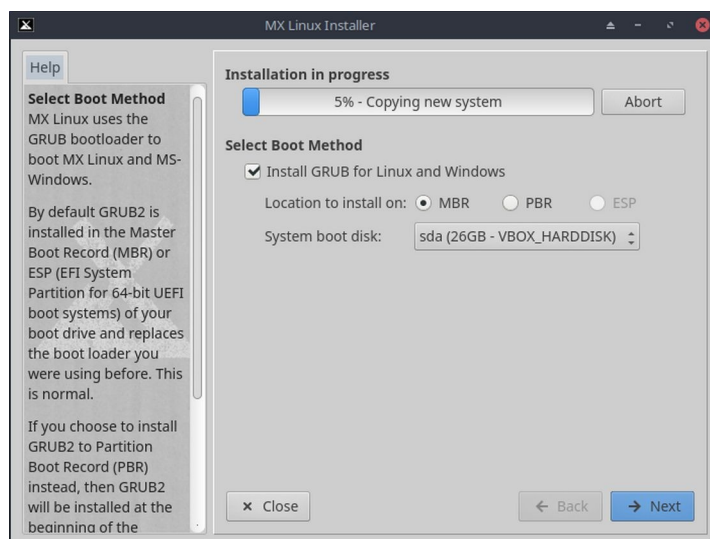 MX Linux Installer
Help
Select Boot Method
MX Linux uses the
GRUB bootloader to
boot MX Linux and MS-
Windows.
By default GRUB2 is
installed in the Master
Boot Record (MBR) or
ESP (EFI System
Partition for 64-bit UEFI
boot systems) of your
boot drive and replaces
the boot loader you
were using before. This
is normal.
If you choose to install
GRUB2 to Partition
Boot Record (PBR)
instead, then GRUB2
will be installed at the
beginning of the
Installation in progress
5% - Copying new system
Abort
Select Boot Method
Install GRUB for Linux and Windows
Location to install on: MBR PBR ESP
System boot disk: sda (26GB - VBOX_HARDDISK)
Close
Back
Next